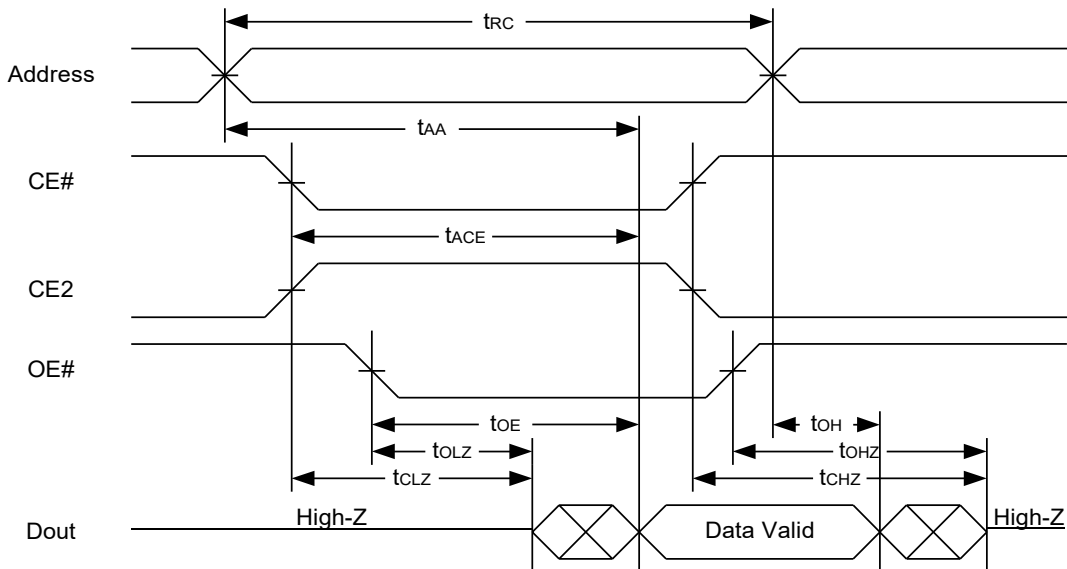 tRC
Address
tAA
CE#
tACE
CE2
OE#
tOE
tOH
tOLZ
tOHZ
tCLZ
tCHZ
High-Z
Data Valid
High-Z
Dout